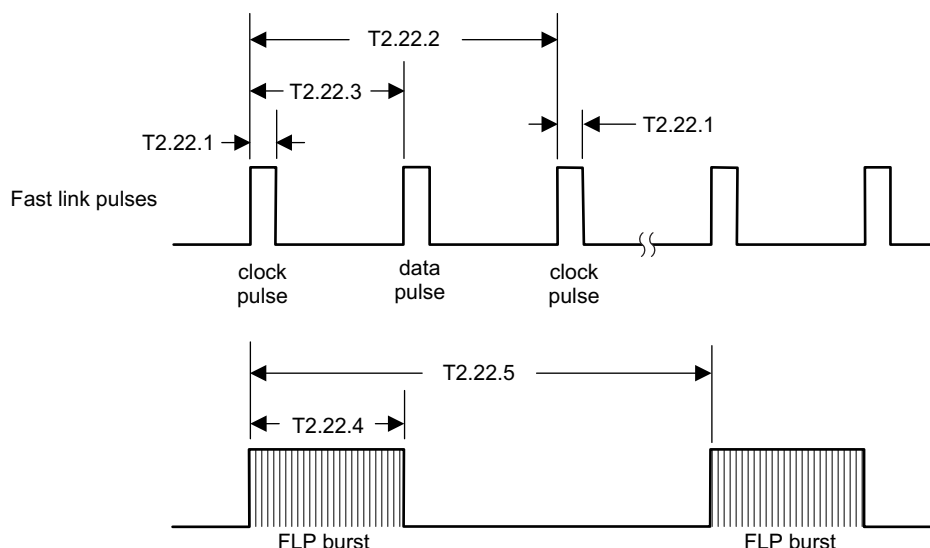 T2.22.2
T2.22.3
T2.22.1
T2.22.1
Fast link pulses
clock
pulse
data
pulse
clock
pulse
T2.22.5
T2.22.4
FLP burst
FLP burst